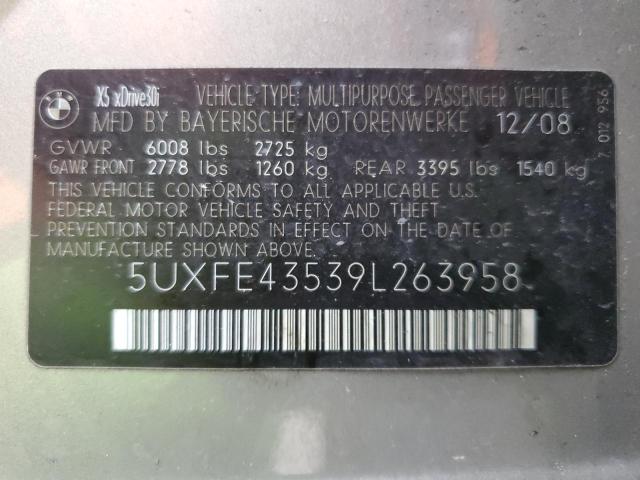 BMW
X5 xDrive30i VEHICLE-TYPE: MULTIPURPOSE PASSENGER VEHICLE
MFD BY BAYERISCHE MOTORENWERKE 12/08
GVWR 6008 lbs 2725 kg
GAWR FRONT 2778 lbs 1260 kg REAR 3395 lbs 1540 kg
THIS VEHICLE CONFORMS TO ALL APPLICABLE U.S.
FEDERAL MOTOR VEHICLE SAFETY AND THEFT
PREVENTION STANDARDS IN EFFECT ON THE DATE OF
MANUFACTURE SHOWN ABOVE.
5UXFE43539L263958
7 012 956